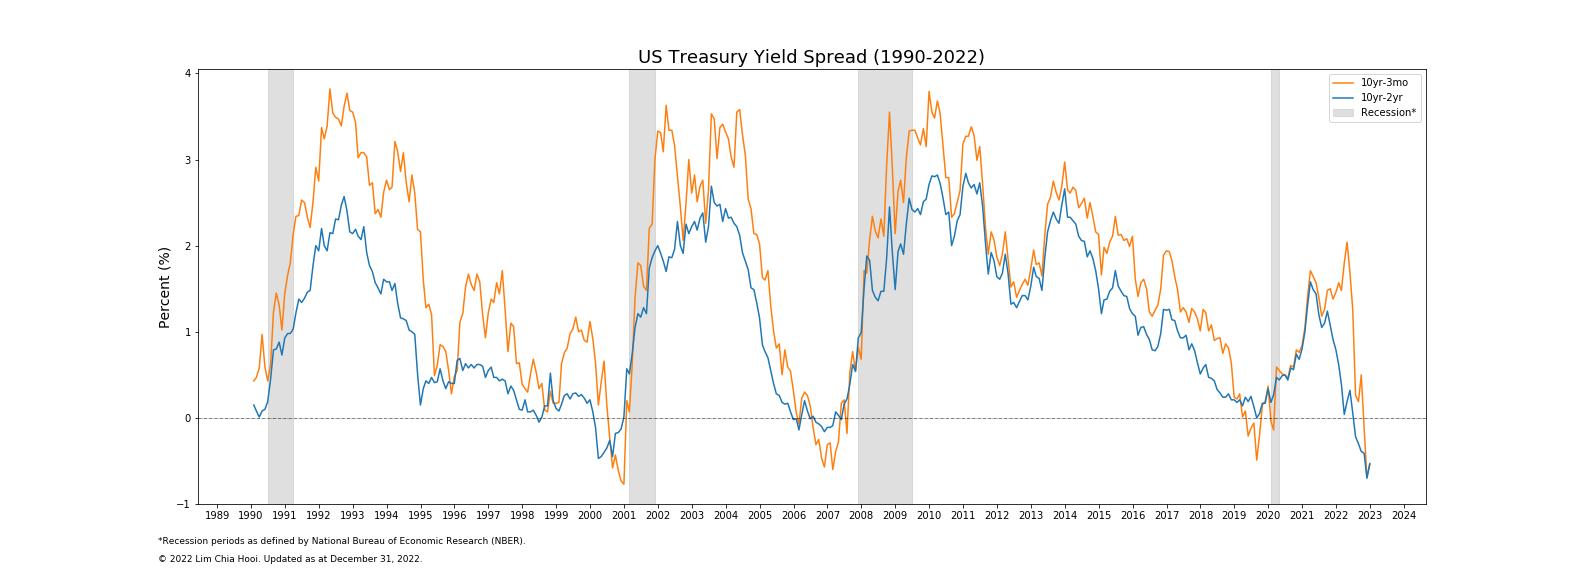 US Treasury Yield Spread (1990-2022)
10yr-3mo
10yr-2yr
Recession*
Percent (%)
4
3
2
1
0
−1
1989 1990 1991 1992 1993 1994 1995 1996 1997 1998 1999 2000 2001 2002 2003 2004 2005 2006 2007 2008 2009 2010 2011 2012 2013 2014 2015 2016 2017 2018 2019 2020 2021 2022 2023 2024
*Recession periods as defined by National Bureau of Economic Research (NBER).
© 2022 Lim Chia Hooi. Updated as at December 31, 2022.